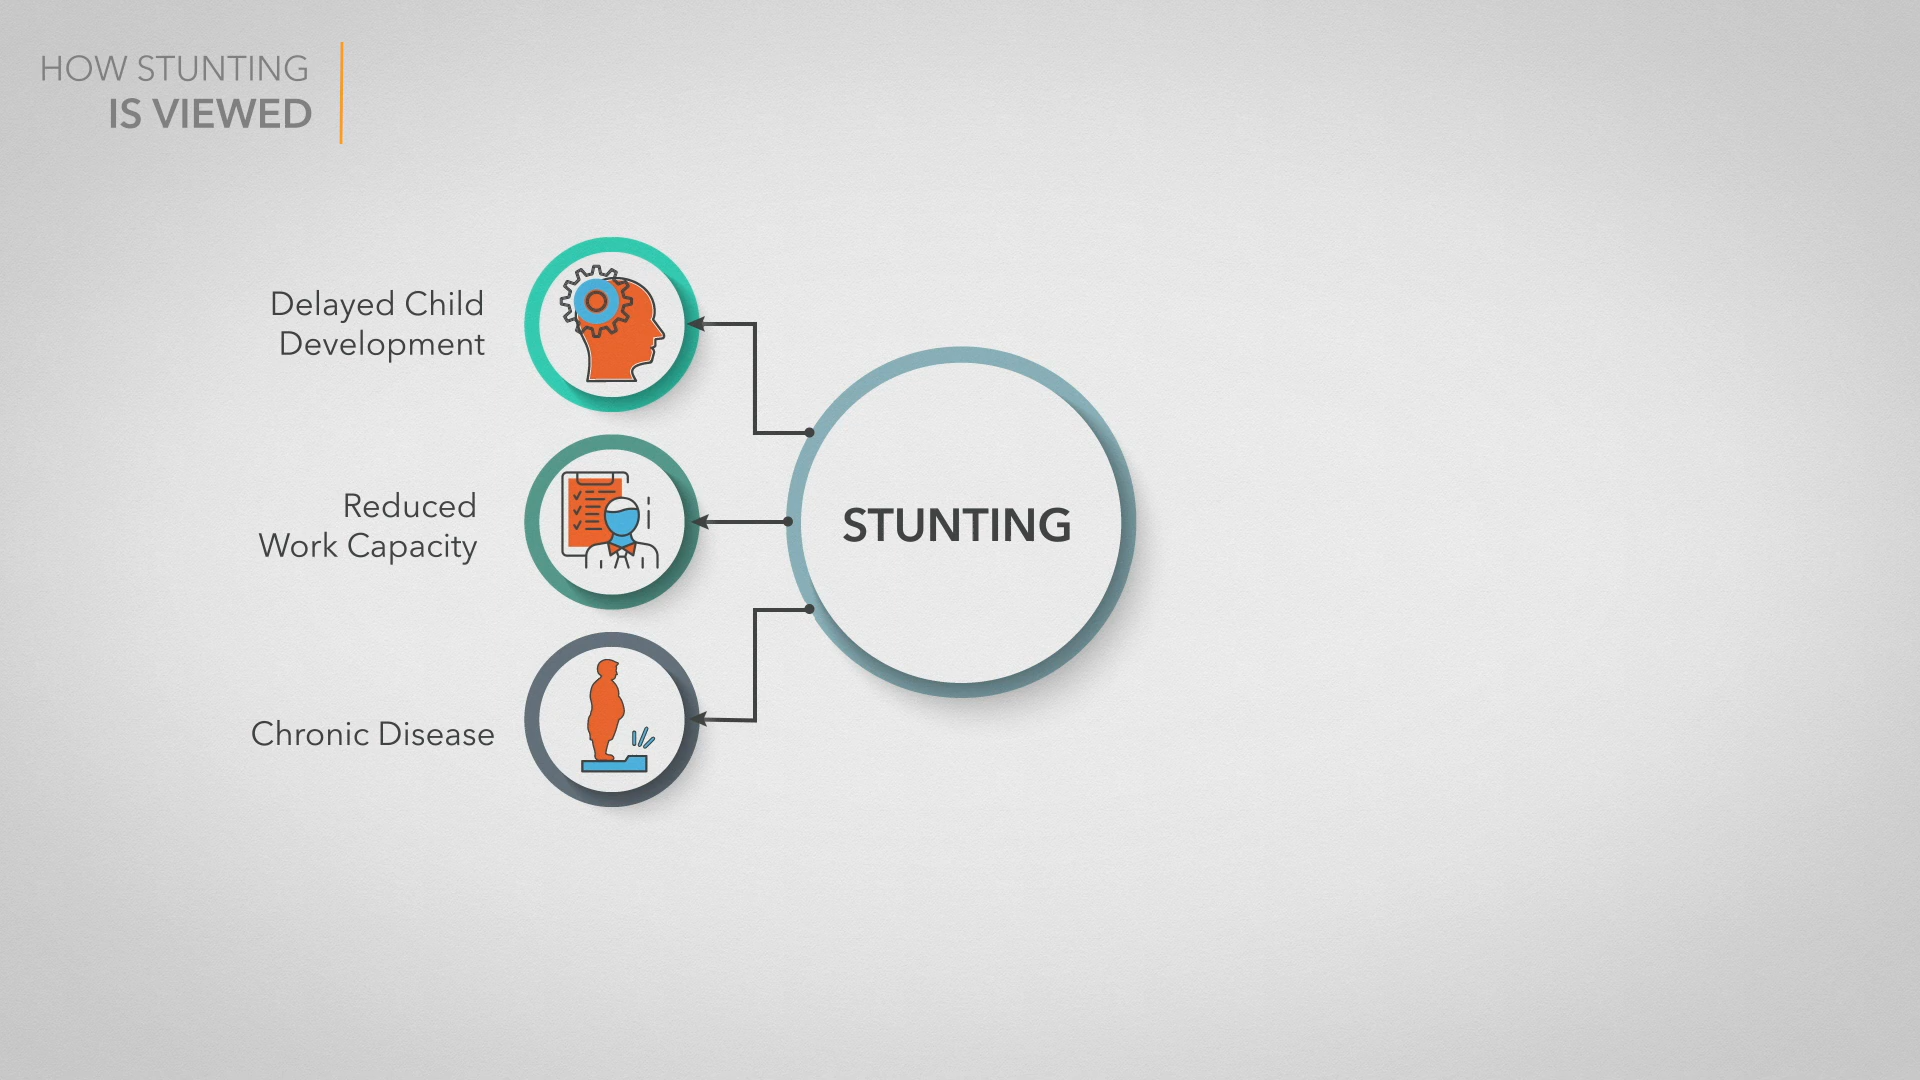 HOW STUNTING
IS VIEWED
Delayed Child
Development
Reduced
Work Capacity
Chronic Disease
STUNTING